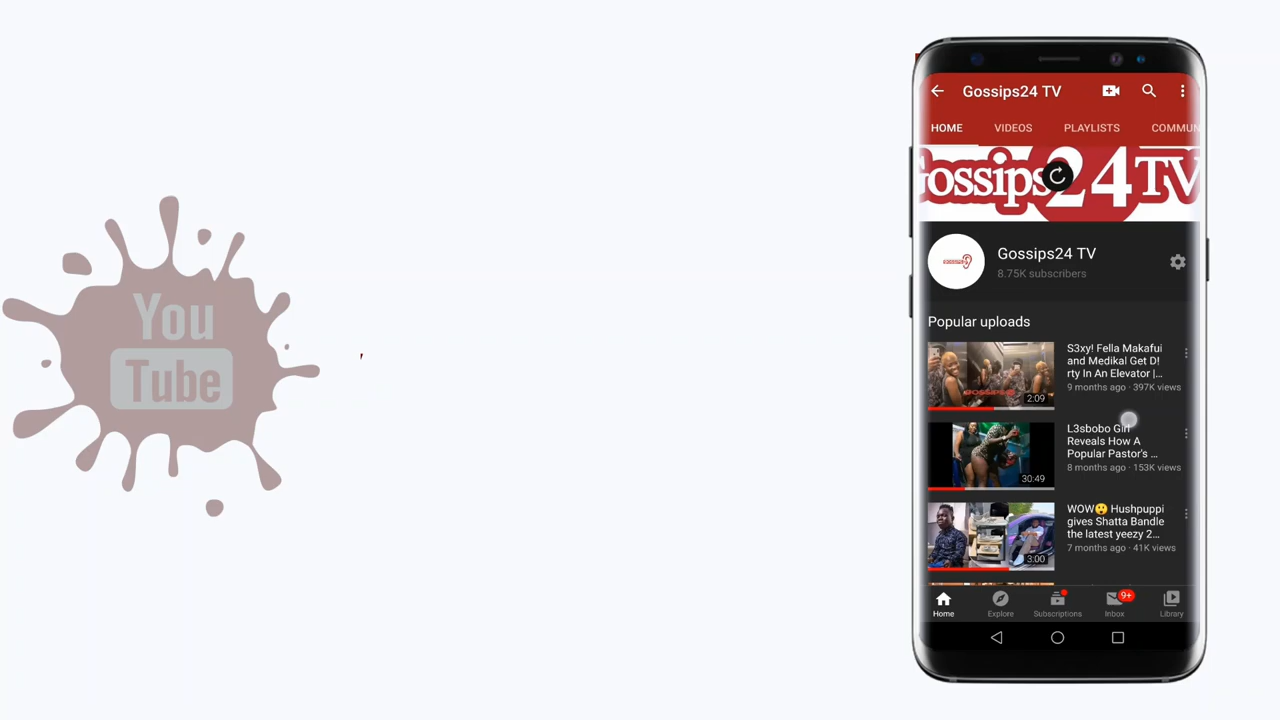 You
Tube
Gossips24 TV
HOME VIDEOS PLAYLISTS COMMUN
Gossips24TV
Gossips24 TV
8.75K subscribers
Popular uploads
S3xy! Fella Makafui
and Medikal Get D!
rty In An Elevator |...
9 months ago · 397K views
2:09
L3sbobo Girl
Reveals How A
Popular Pastor's ...
8 months ago · 153K views
30:49
WOW😲 Hushpuppi
gives Shatta Bandle
the latest yeezy 2...
7 months ago · 41K views
3:00
9+
Home Explore Subscriptions Inbox Library